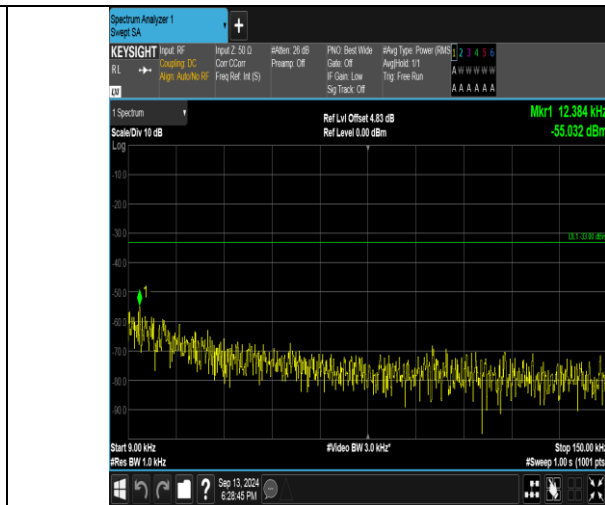 Spectrum Analyzer 1
Swept SA
+
KEYSIGHT Input: RF Input Z: 50 Ω #Atten: 26 dB PNO: Best Wide #Avg Type: Power (RMS 1 2 3 4 5 6
RL Coupling: DC Corr CCorr Preamp: Off Gate: Off Avg|Hold: 1/1 A W W W W W
Align: Auto/No RF Freq Ref: Int (S) IF Gain: Low Trig: Free Run
Sig Track: Off A A A A A A
LXI
1 Spectrum Ref Lvl Offset 4.83 dB Mkr1 12.384 kHz
Scale/Div 10 dB Ref Level 0.00 dBm -55.032 dBm
Log
-10.0
-20.0
-30.0
DL1 -33.00 dBm
-40.0
-50.0
1
-60.0
-70.0
-80.0
-90.0
Start 9.00 kHz #Video BW 3.0 kHz* Stop 150.00 kHz
#Res BW 1.0 kHz #Sweep 1.00 s (1001 pts
? Sep 13, 2024
6:28:45 PM